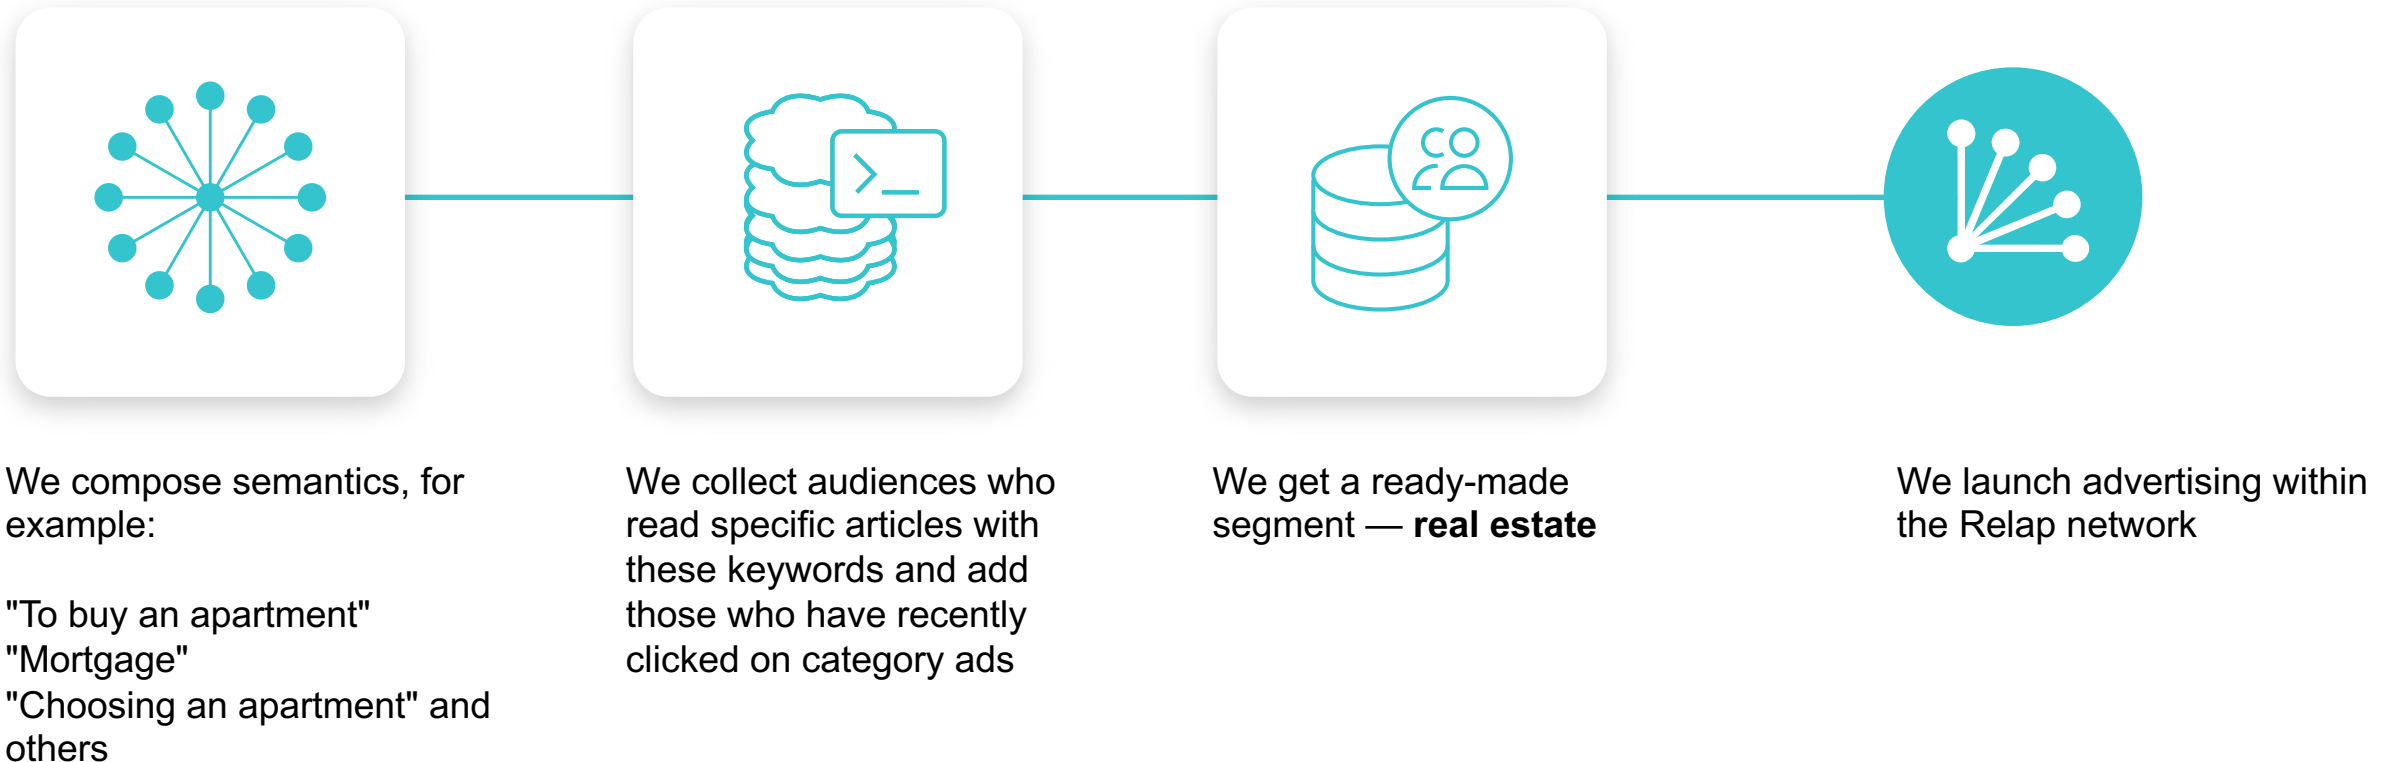 We compose semantics, for
example:
"To buy an apartment"
"Mortgage"
"Choosing an apartment" and
others
We collect audiences who
read specific articles with
these keywords and add
those who have recently
clicked on category ads
We get a ready-made
segment — real estate
We launch advertising within
the Relap network